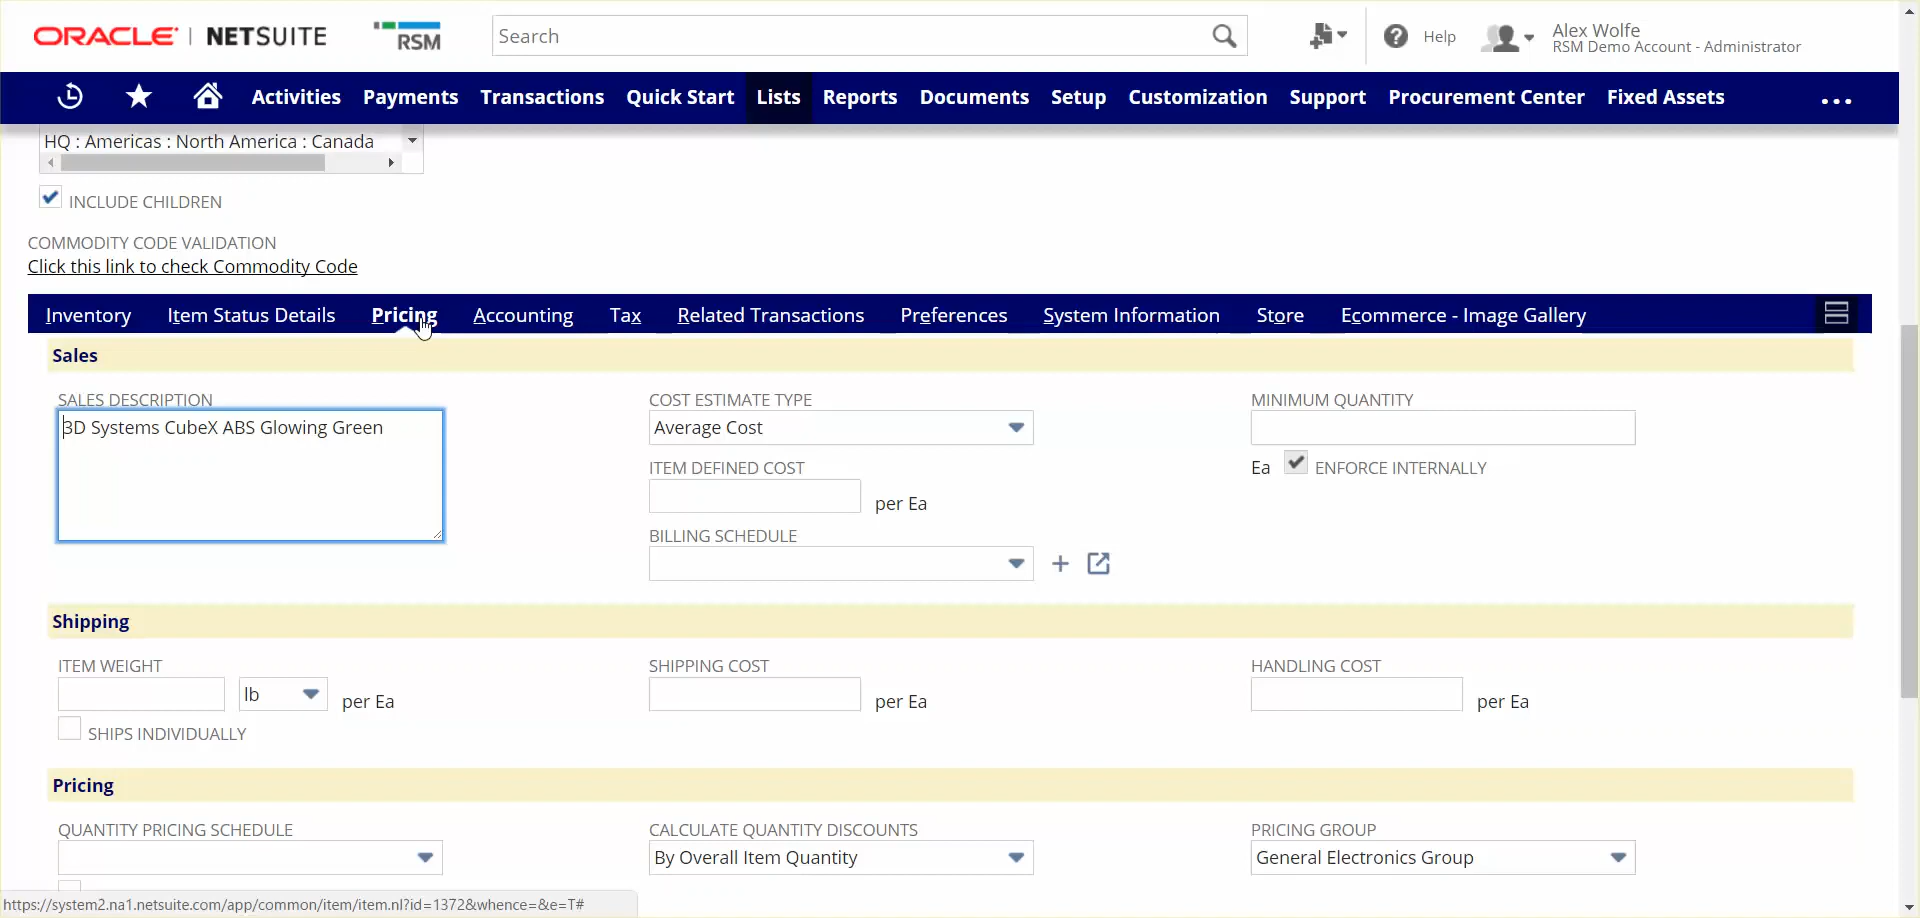 ORACLE | NETSUITE
RSM
Search
Help
Alex Wolfe
RSM Demo Account - Administrator
Activities Payments Transactions Quick Start Lists Reports Documents Setup Customization Support Procurement Center Fixed Assets ...
HQ : Americas : North America : Canada
INCLUDE CHILDREN
COMMODITY CODE VALIDATION
Click this link to check Commodity Code
Inventory Item Status Details Pricing Accounting Tax Related Transactions Preferences System Information Store Ecommerce - Image Gallery
Sales
SALES DESCRIPTION COST ESTIMATE TYPE MINIMUM QUANTITY
3D Systems CubeX ABS Glowing Green Average Cost
ITEM DEFINED COST Ea ENFORCE INTERNALLY
per Ea
BILLING SCHEDULE
Shipping
ITEM WEIGHT SHIPPING COST HANDLING COST
lb per Ea per Ea per Ea
SHIPS INDIVIDUALLY
Pricing
QUANTITY PRICING SCHEDULE CALCULATE QUANTITY DISCOUNTS PRICING GROUP
By Overall Item Quantity General Electronics Group
https://system2.na1.netsuite.com/app/common/item/item.nl?id=1372&whence=&e=T#